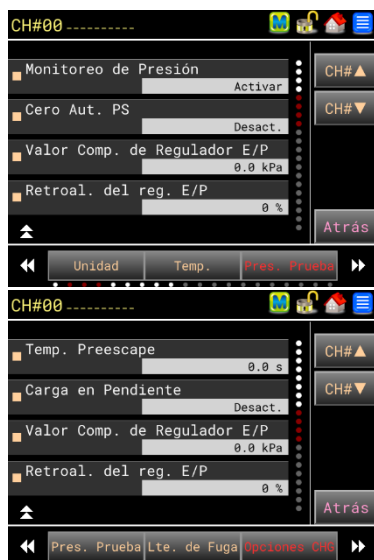 CH#00 ----------
M
Monitoreo de Presión
Activar
CH#▲
Cero Aut. PS
Desact.
CH#▼
Valor Comp. de Regulador E/P
0.0 kPa
Retroal. del reg. E/P
0 %
Atrás
Unidad
Temp.
Pres. Prueba
CH#00 ----------
M
Temp. Preescape
0.0 s
CH#▲
Carga en Pendiente
Desact.
CH#▼
Valor Comp. de Regulador E/P
0.0 kPa
Retroal. del reg. E/P
0 %
Atrás
Pres. Prueba
Lte. de Fuga
Opciones CHG